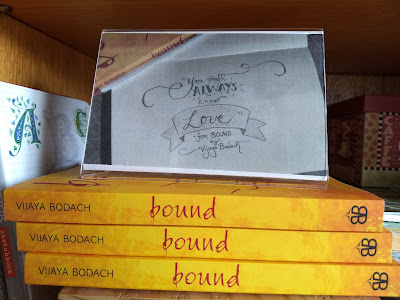 "You shall
ALWAYS
know
Love"
from BOUND
by
Vijaya Bodach
A
VIJAYA BODACH bound
VIJAYA BODACH bound
VIJAYA BODACH bound
sketchbook